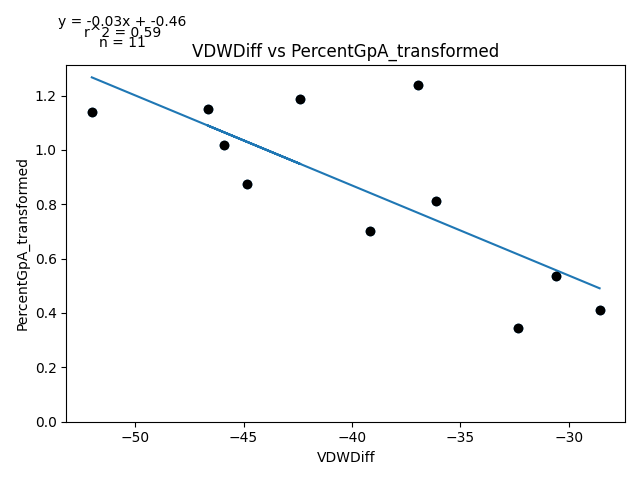 y = -0.03x + -0.46
r^2 = 0.59
n = 11
VDWDiff vs PercentGpA_transformed
PercentGpA_transformed
1.2
1.0
0.8
0.6
0.4
0.2
0.0
−50
−45
−40
−35
−30
VDWDiff